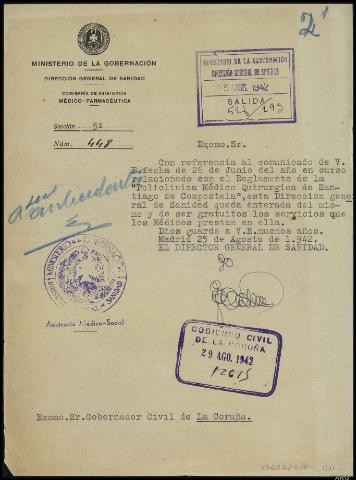 2
MINISTERIO DE LA GOBERNACIÓN
DIRECCIÓN GENERAL DE SANIDAD
COMISARÍA DE ASISTENCIA
MÉDICO-FARMACÉUTICA
Sección 5ª
Núm. 448
MINISTERIO DE LA GOBERNACIÓN
DIRECCIÓN GENERAL DE SANIDAD
25 AGOS. 1942
SALIDA
Excmo.Sr.
Con referencia al comunicado de V.
E.fecha de 26 de Junio del año en curso
relacionado con el Reglamento de la
"Policlínica Médico Quirurgica de San-
tiago de Compostela",esta Direccion gene
ral de Sanidad queda enterada del mis-
mo y de ser gratuitos los servicios que
los Médicos prestan en ella.
Dios guarde a V.E.muchos años.
Madrid 25 de Agosto de 1.942.
EL DIRECTOR GENERAL DE SANIDAD.
Asistencia Médico-Social
GOBIERNO CIVIL
DE LA CORUÑA
29 AGO. 1942
12615
Excmo.Sr.Gobernador Civil de La Coruña.